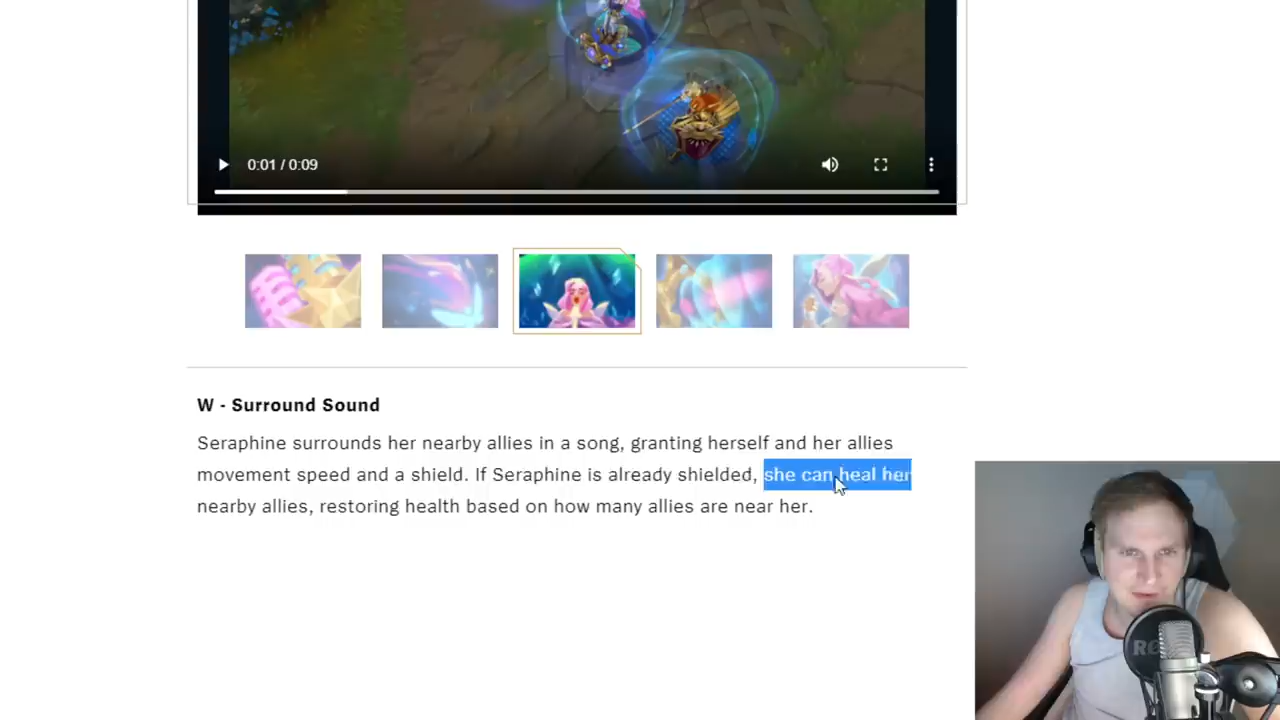 0:01 / 0:09
W - Surround Sound
Seraphine surrounds her nearby allies in a song, granting herself and her allies
movement speed and a shield. If Seraphine is already shielded, she can heal her
nearby allies, restoring health based on how many allies are near her.